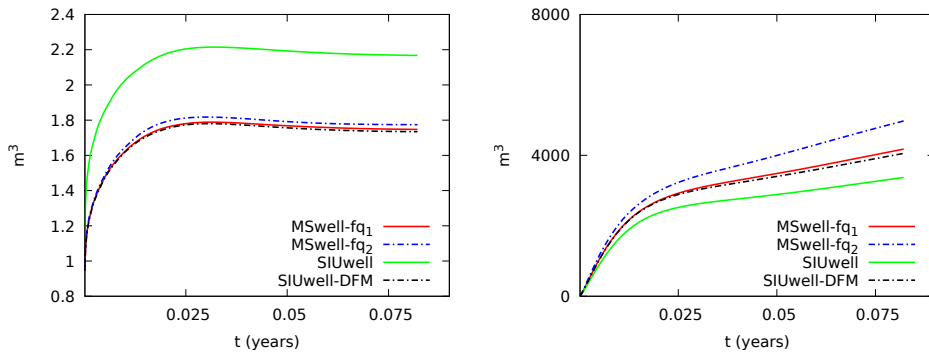 2.4
2.2
2
1.8
1.6
1.4
1.2
1
0.8
m³
MSwell-fq₁
MSwell-fq₂
SIUwell
SIUwell-DFM
0.025
0.05
0.075
t (years)
8000
4000
0
m³
MSwell-fq₁
MSwell-fq₂
SIUwell
SIUwell-DFM
0
0.025
0.05
0.075
t (years)